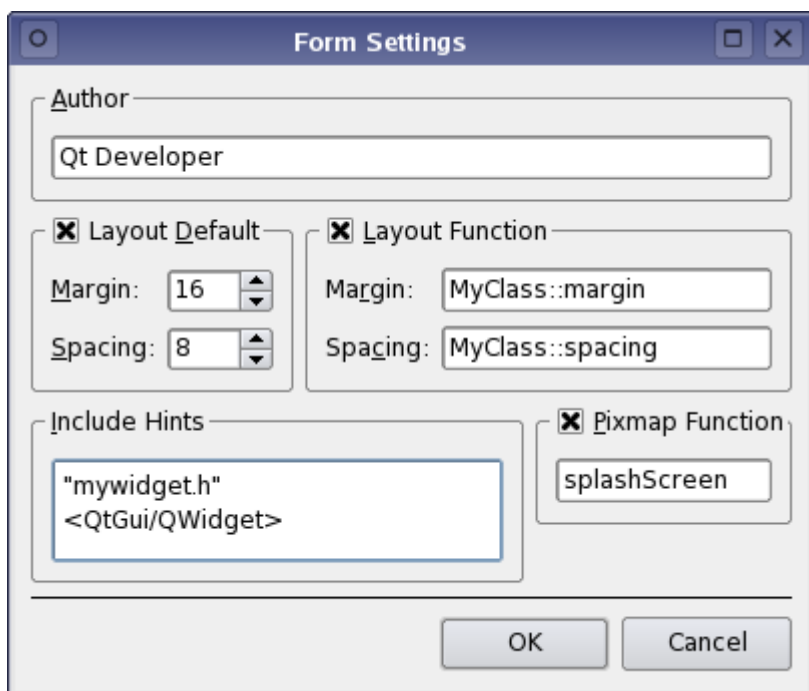 Form Settings
Author
Qt Developer
Layout Default
Margin: 16
Spacing: 8
Layout Function
Margin: MyClass::margin
Spacing: MyClass::spacing
Include Hints
"mywidget.h"
<QtGui/QWidget>
Pixmap Function
splashScreen
OK Cancel